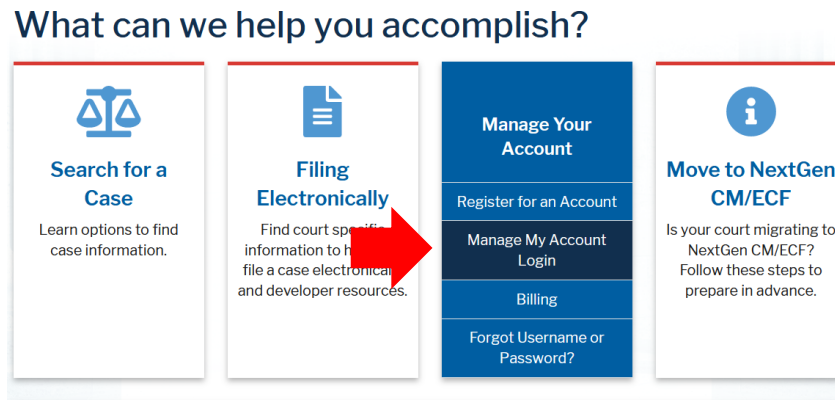 What can we help you accomplish?
Search for a
Case
Learn options to find
case information.
Filing
Electronically
Find court specific
information to
file a case electronically
and developer resources.
Manage Your
Account
Register for an Account
Manage My Account
Login
Billing
Forgot Username or
Password?
Move to NextGen
CM/ECF
Is your court migrating to
NextGen CM/ECF?
Follow these steps to
prepare in advance.